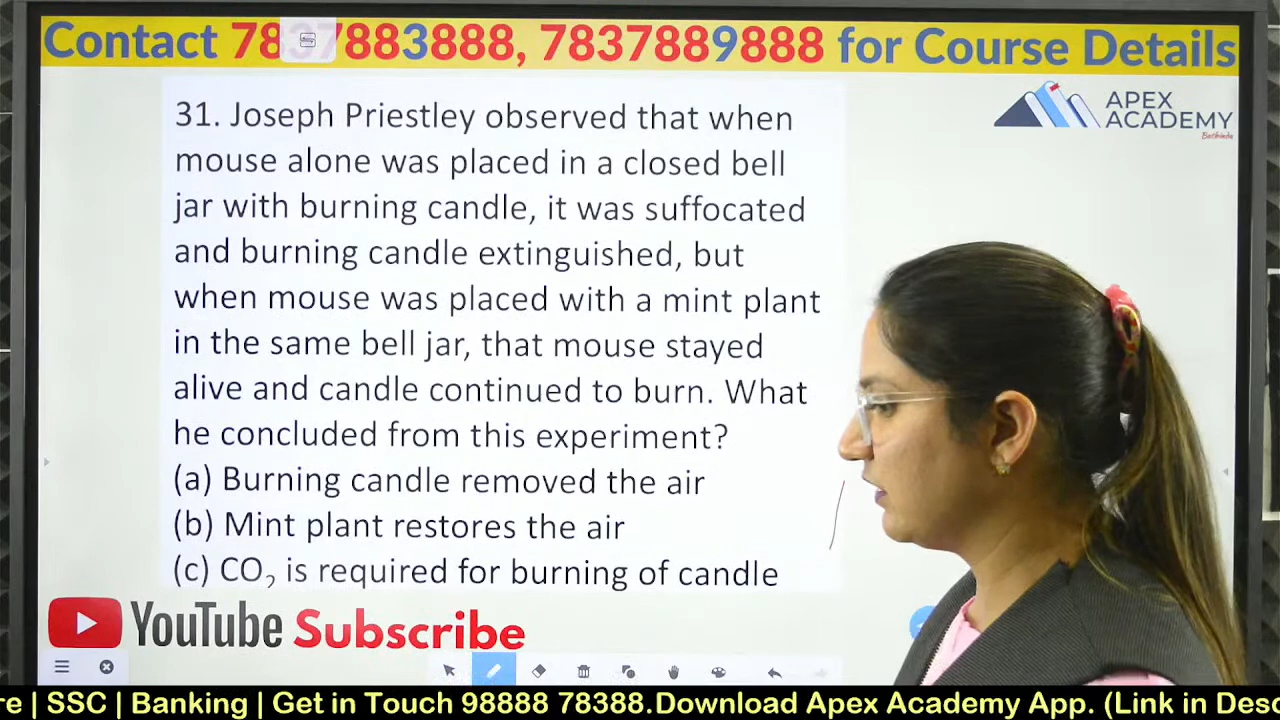 Contact 7837883888, 7837889888 for Course Details
APEX
ACADEMY
Bathinda
31. Joseph Priestley observed that when
mouse alone was placed in a closed bell
jar with burning candle, it was suffocated
and burning candle extinguished, but
when mouse was placed with a mint plant
in the same bell jar, that mouse stayed
alive and candle continued to burn. What
he concluded from this experiment?
(a) Burning candle removed the air
(b) Mint plant restores the air
(c) CO₂ is required for burning of candle
YouTube Subscribe
re | SSC | Banking | Get in Touch 98888 78388.Download Apex Academy App. (Link in Desc